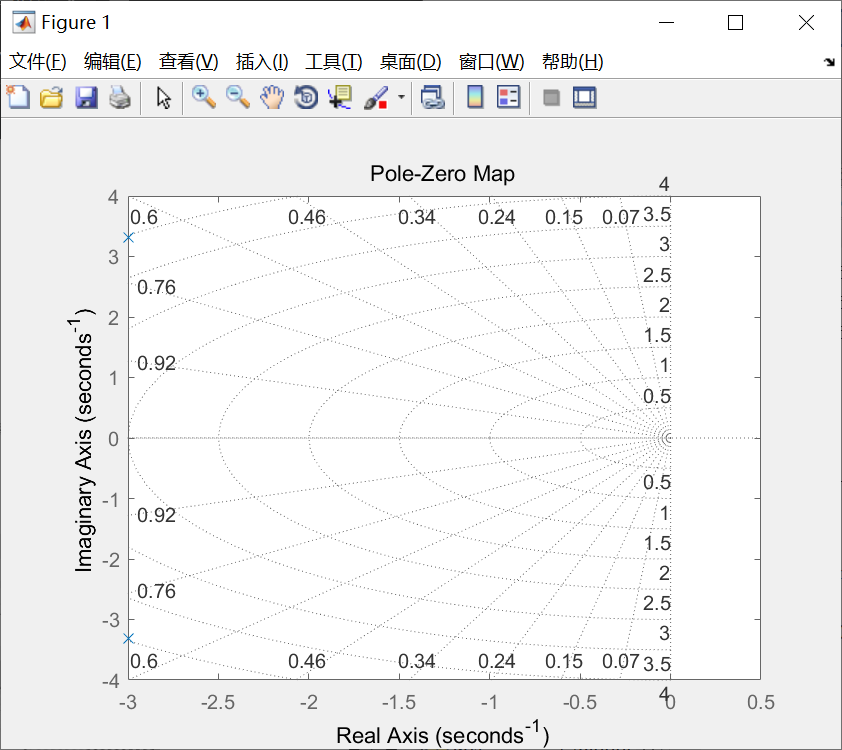 Figure 1
文件(F) 编辑(E) 查看(V) 插入(I) 工具(T) 桌面(D) 窗口(W) 帮助(H)
Pole-Zero Map
4
4 0.6 0.46 0.34 0.24 0.15 0.07 3.5
3 3
0.76 2.5
2 2
1.5
0.92 1
1 0.5
0
0.5
-1 0.92 1
1.5
-2 0.76 2
2.5
-3 3
0.6 0.46 0.34 0.24 0.15 0.07 3.5
-4 4
-3 -2.5 -2 -1.5 -1 -0.5 0 0.5
Real Axis (seconds-1)
Imaginary Axis (seconds-1)